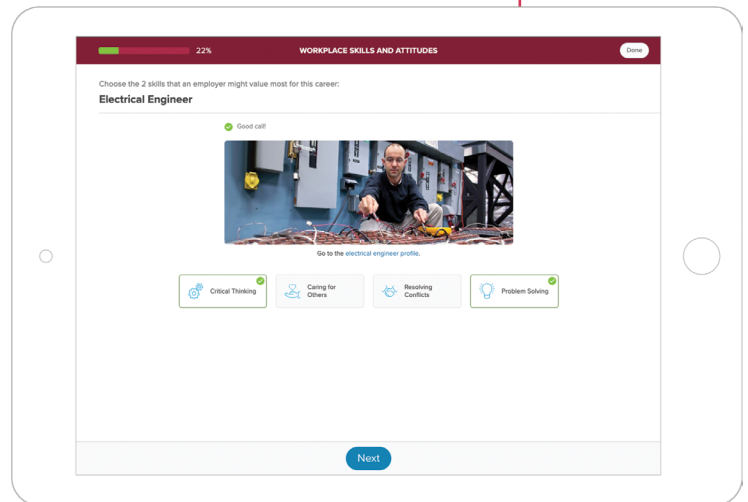 22%
WORKPLACE SKILLS AND ATTITUDES
Done
Choose the 2 skills that an employer might value most for this career:
Electrical Engineer
Good call!
Go to the electrical engineer profile.
Critical Thinking
Caring for
Others
Resolving
Conflicts
Problem Solving
Next